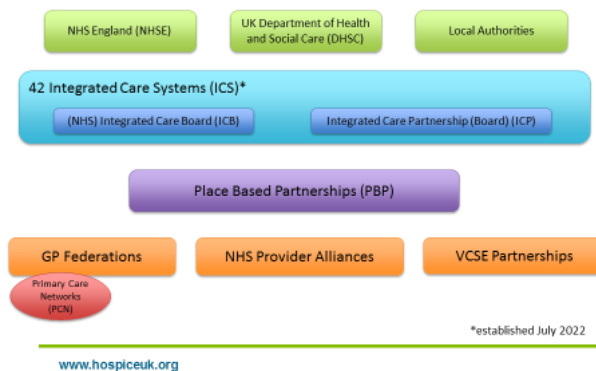 NHS England (NHSE)
UK Department of Health
and Social Care (DHSC)
Local Authorities
42 Integrated Care Systems (ICS)*
(NHS) Integrated Care Board (ICB)
Integrated Care Partnership (Board) (ICP)
Place Based Partnerships (PBP)
GP Federations
NHS Provider Alliances
VCSE Partnerships
Primary Care
Networks
(PCN)
*established July 2022
www.hospiceuk.org